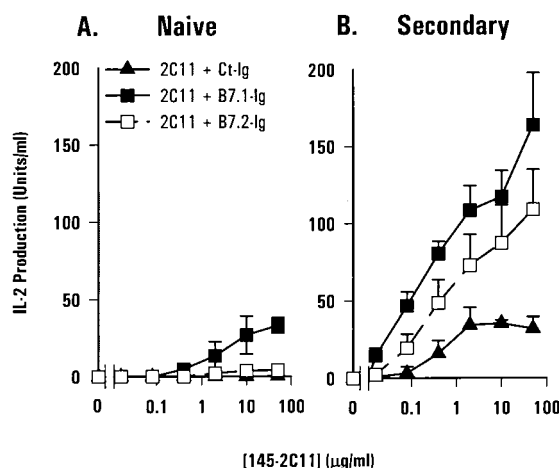 A. Naive
B. Secondary
2C11 + Ct-Ig
2C11 + B7.1-Ig
2C11 + B7.2-Ig
IL-2 Production (Units/ml)
200
150
100
50
0
200
150
100
50
0
0 0.1 1 10 100
0 0.1 1 10 100
[145-2C11] (µg/ml)